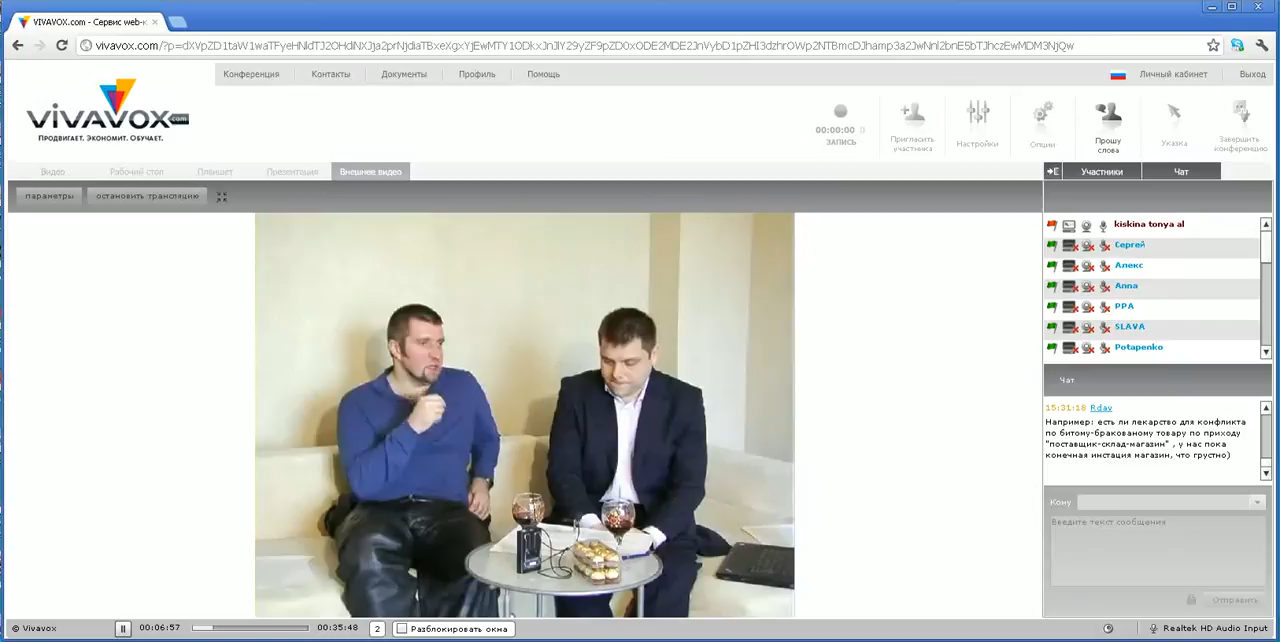 VIVAVOX.com - Сервис web-к
Конференция Контакты Документы Профиль Помощь
Личный кабинет Выход
vivavox.com
ПРОДВИГАЕТ. ЭКОНОМИТ. ОБУЧАЕТ.
00:00:00 0
ЗАПИСЬ
Пригласить
участника
Настройки
Опции
Прошу
слова
Указка
Завершить
конференцию
Видео Рабочий стол Планшет Презентация Внешнее видео
Участники Чат
параметры остановить трансляцию
kiskina tonya al
Сергей
Алекс
Anna
PPA
SLAVA
Potapenko
Чат
15:31:18 Rday
Например: есть ли лекарство для конфликта
по битому-бракованому товару по приходу
"поставщик-склад-магазин" , у нас пока
конечная инстация магазин, что грустно)
Кому
Введите текст сообщения
Отправить
© Vivavox 00:06:57 00:35:48 2 Разблокировать окна
Realtek HD Audio Input